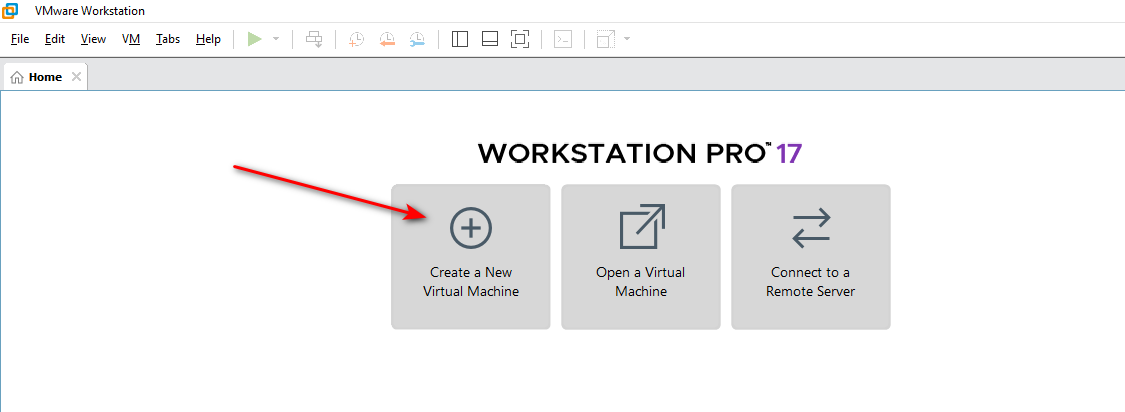 VMware Workstation
File Edit View VM Tabs Help
Home
WORKSTATION PRO™ 17
Create a New
Virtual Machine
Open a Virtual
Machine
Connect to a
Remote Server